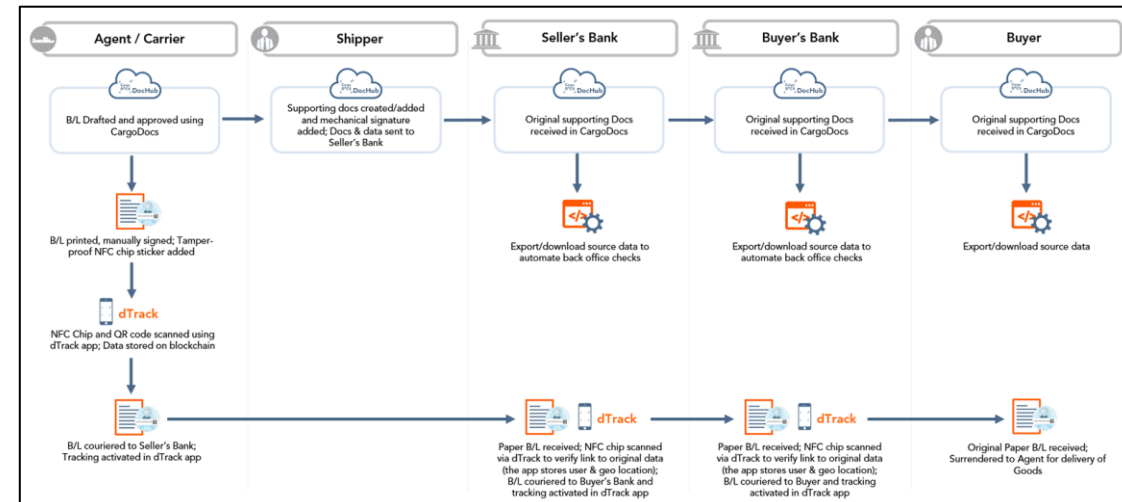 Agent / Carrier
Shipper
Seller's Bank
Buyer's Bank
Buyer
DocHub
B/L Drafted and approved using
CargoDocs
DocHub
Supporting docs created/added
and mechanical signature
added; Docs & data sent to
Seller's Bank
DocHub
Original supporting Docs
received in CargoDocs
DocHub
Original supporting Docs
received in CargoDocs
DocHub
Original supporting Docs
received in CargoDocs
B/L printed, manually signed; Tamper-
proof NFC chip sticker added
</>
Export/download source data to
automate back office checks
</>
Export/download source data to
automate back office checks
</>
Export/download source data
dTrack
NFC Chip and QR code scanned using
dTrack app; Data stored on blockchain
B/L couriered to Seller's Bank;
Tracking activated in dTrack app
dTrack
Paper B/L received; NFC chip scanned
via dTrack to verify link to original data
(the app stores user & geo location);
B/L couriered to Buyer's Bank and
tracking activated in dTrack app
dTrack
Paper B/L received; NFC chip scanned
via dTrack to verify link to original data
(the app stores user & geo location);
B/L couriered to Buyer and tracking
activated in dTrack app
Original Paper B/L received;
Surrendered to Agent for delivery of
Goods